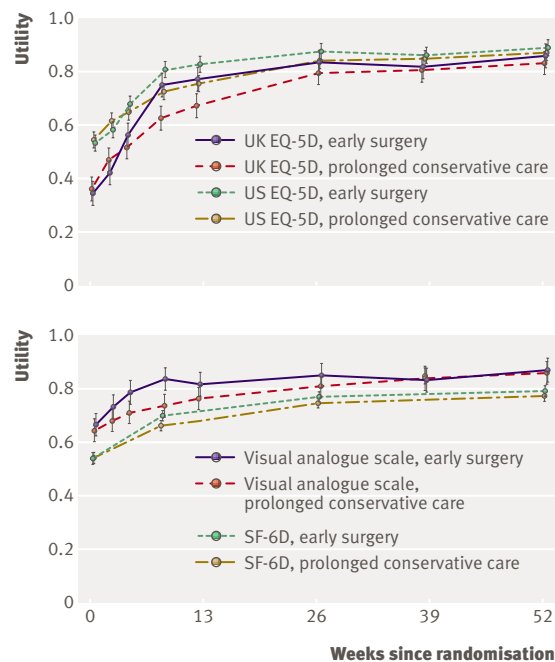 Utility
1.0
0.8
0.6
0.4
0.2
0
UK EQ-5D, early surgery
UK EQ-5D, prolonged conservative care
US EQ-5D, early surgery
US EQ-5D, prolonged conservative care
Utility
1.0
0.8
0.6
0.4
0.2
0
Visual analogue scale, early surgery
Visual analogue scale,
prolonged conservative care
SF-6D, early surgery
SF-6D, prolonged conservative care
0 13 26 39 52
Weeks since randomisation